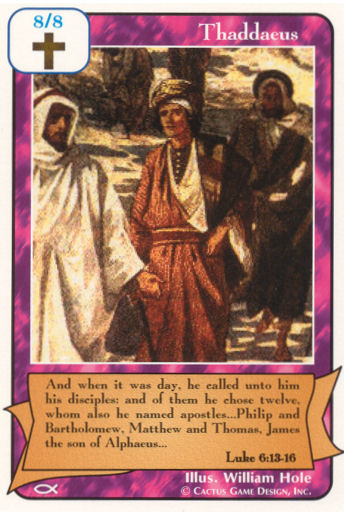 8/8
Thaddaeus
And when it was day, he called unto him
his disciples: and of them he chose twelve,
whom also he named apostles...Philip and
Bartholomew, Matthew and Thomas, James
the son of Alphaeus...
Luke 6:13-16
Illus. William Hole
© CACTUS GAME DESIGN, INC.